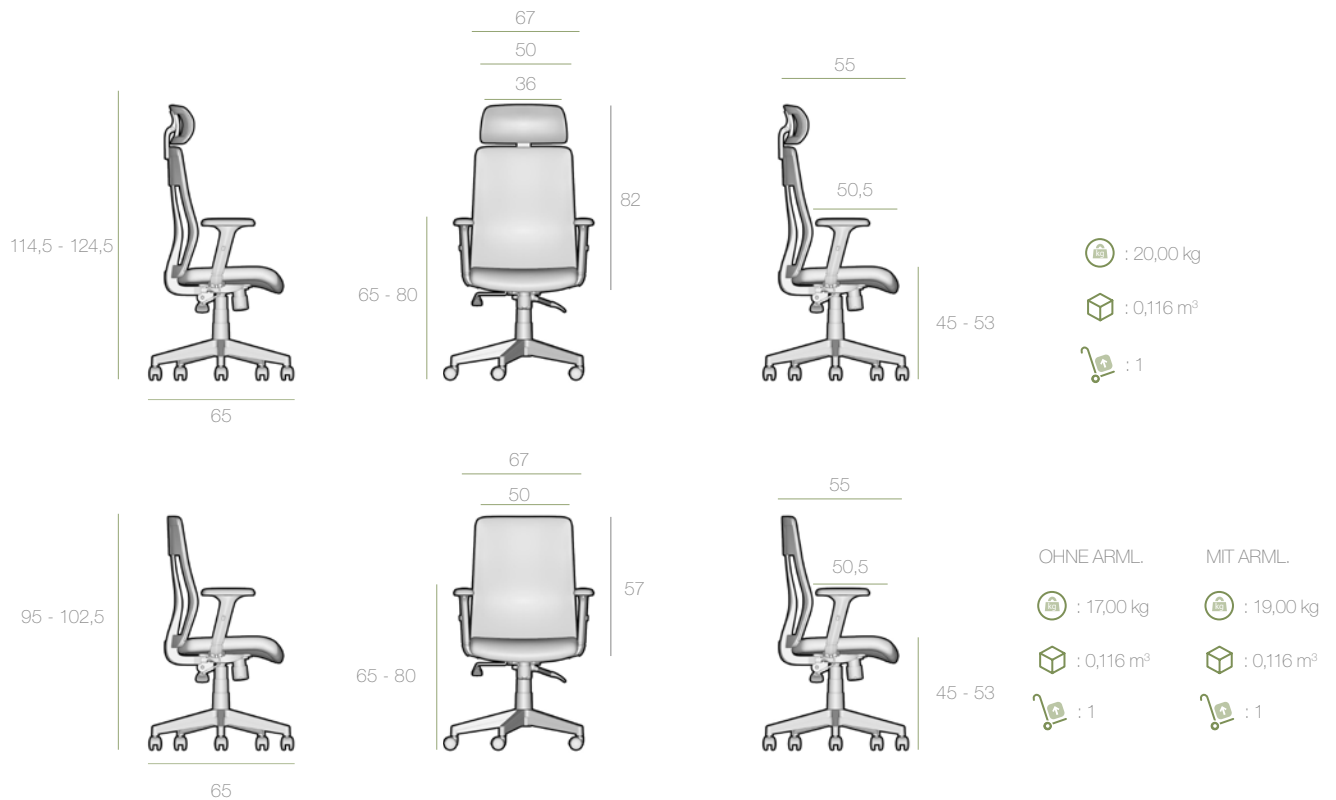 67
50
36
55
50,5
82
114,5 - 124,5
65 - 80
45 - 53
65
: 20,00 kg
: 0,116 m³
: 1
67
50
55
50,5
57
95 - 102,5
65 - 80
45 - 53
65
OHNE ARML.
kg : 17,00 kg
: 0,116 m³
: 1
MIT ARML.
kg : 19,00 kg
: 0,116 m³
: 1